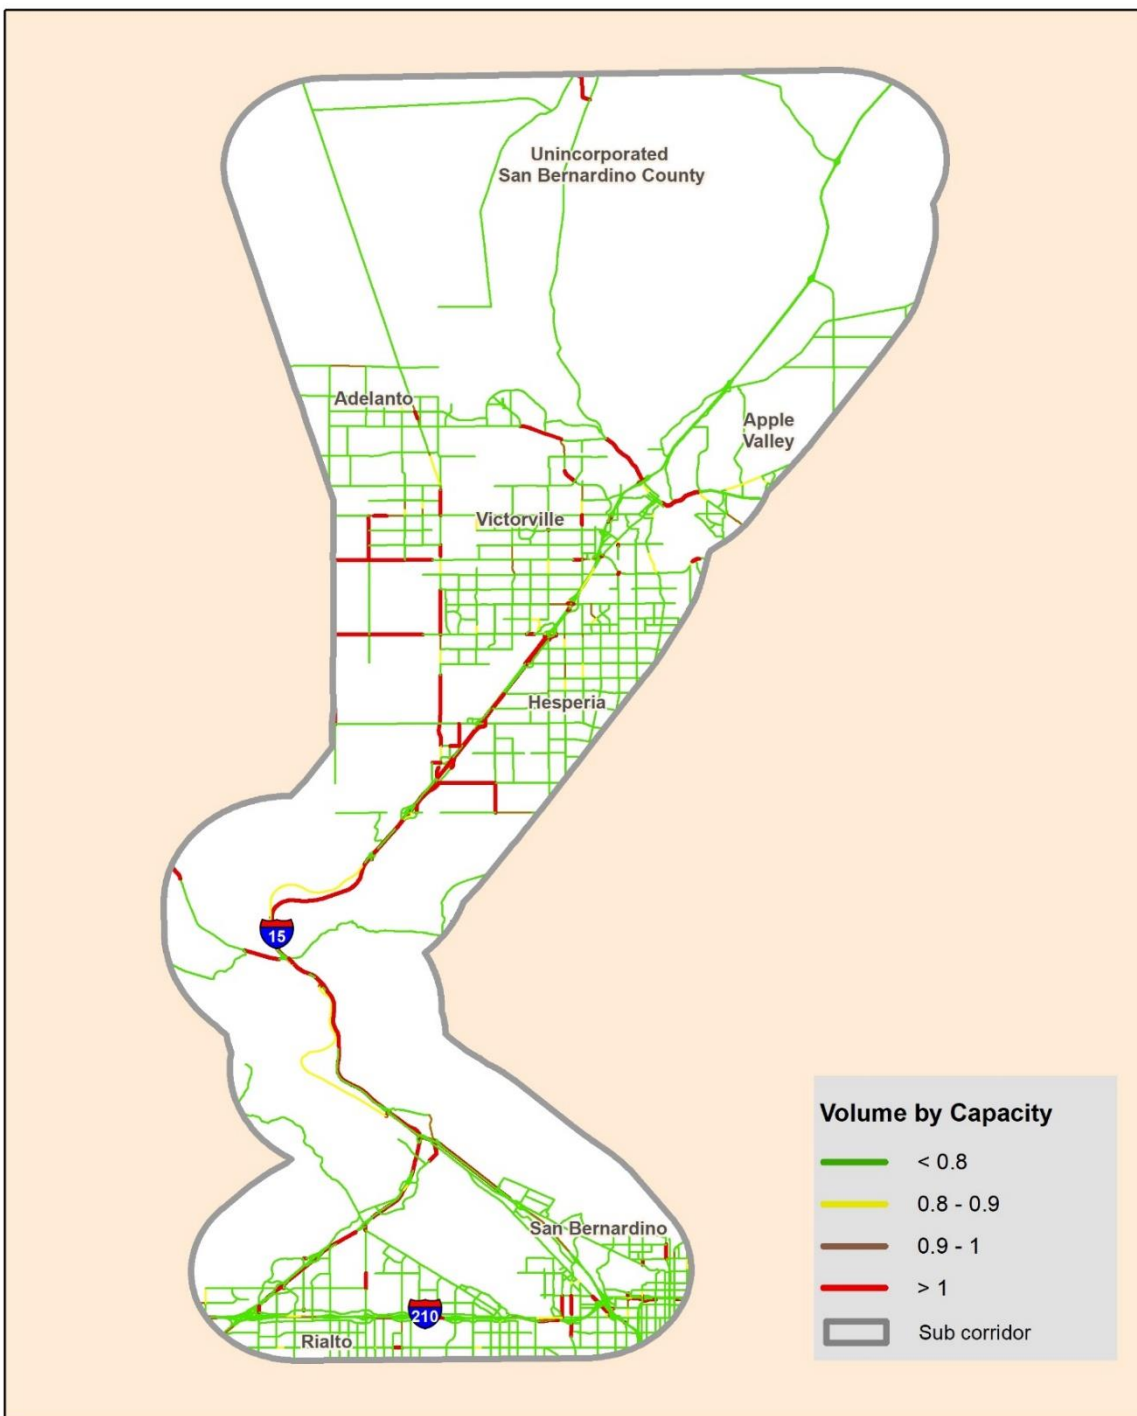 Unincorporated
San Bernardino County
Adelanto
Apple
Valley
Victorville
Hesperia
15
San Bernardino
210
Rialto
Volume by Capacity
< 0.8
0.8 - 0.9
0.9 - 1
> 1
Sub corridor